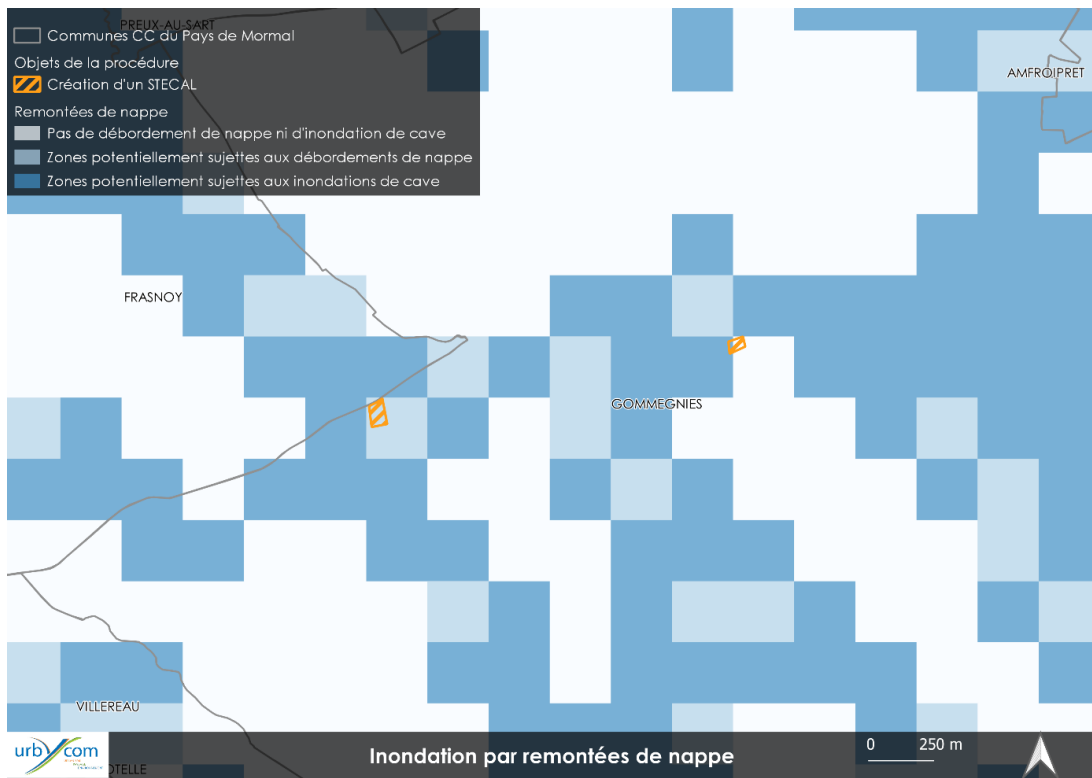 PREUX-AU-SART
Communes CC du Pays de Mormal
Objets de la procédure
Création d'un STECAL
Remontées de nappe
Pas de débordement de nappe ni d'inondation de cave
Zones potentiellement sujettes aux débordements de nappe
Zones potentiellement sujettes aux inondations de cave
AMFROIPRET
FRASNOY
GOMMEGNIES
VILLEREAU
urbycom
OTELLE
Inondation par remontées de nappe
0 250 m